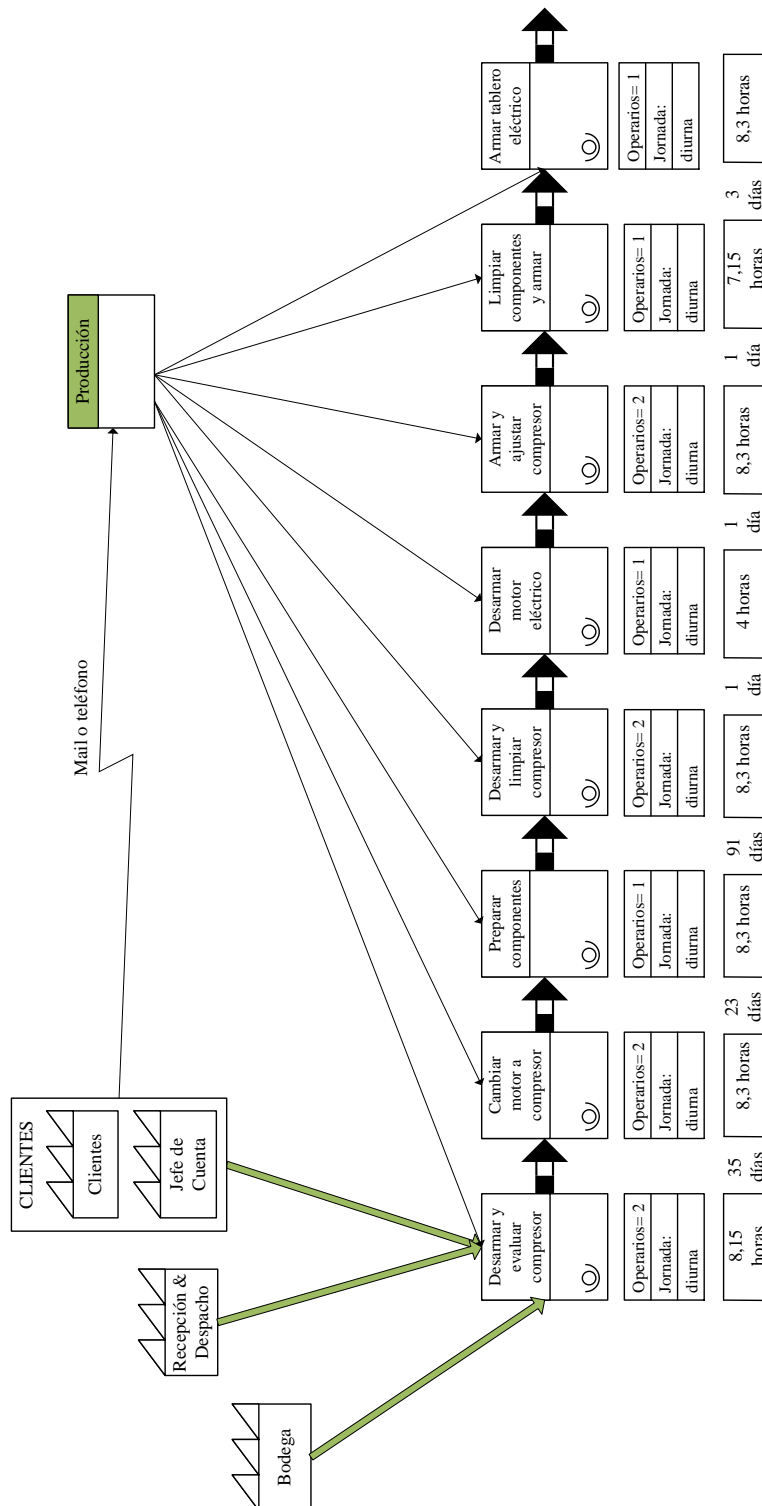 CLIENTES
Clientes
Jefe de
Cuenta
Recepción &
Despacho
Bodega
Mail o teléfono
Producción
Desarmar y
evaluar
compresor
Operarios= 2
Jornada:
diurna
8,15
horas
35
días
Cambiar
motor a
compresor
Operarios= 2
Jornada:
diurna
8,3 horas
23
días
Preparar
componentes
Operarios= 1
Jornada:
diurna
8,3 horas
91
días
Desarmar y
limpiar
compresor
Operarios= 2
Jornada:
diurna
8,3 horas
1
día
Desarmar
motor
eléctrico
Operarios= 1
Jornada:
diurna
4 horas
1
día
Armar y
ajustar
compresor
Operarios= 2
Jornada:
diurna
8,3 horas
1
día
Limpiar
componentes
y armar
Operarios= 1
Jornada:
diurna
7,15
horas
3
días
Armar tablero
eléctrico
Operarios= 1
Jornada:
diurna
8,3 horas